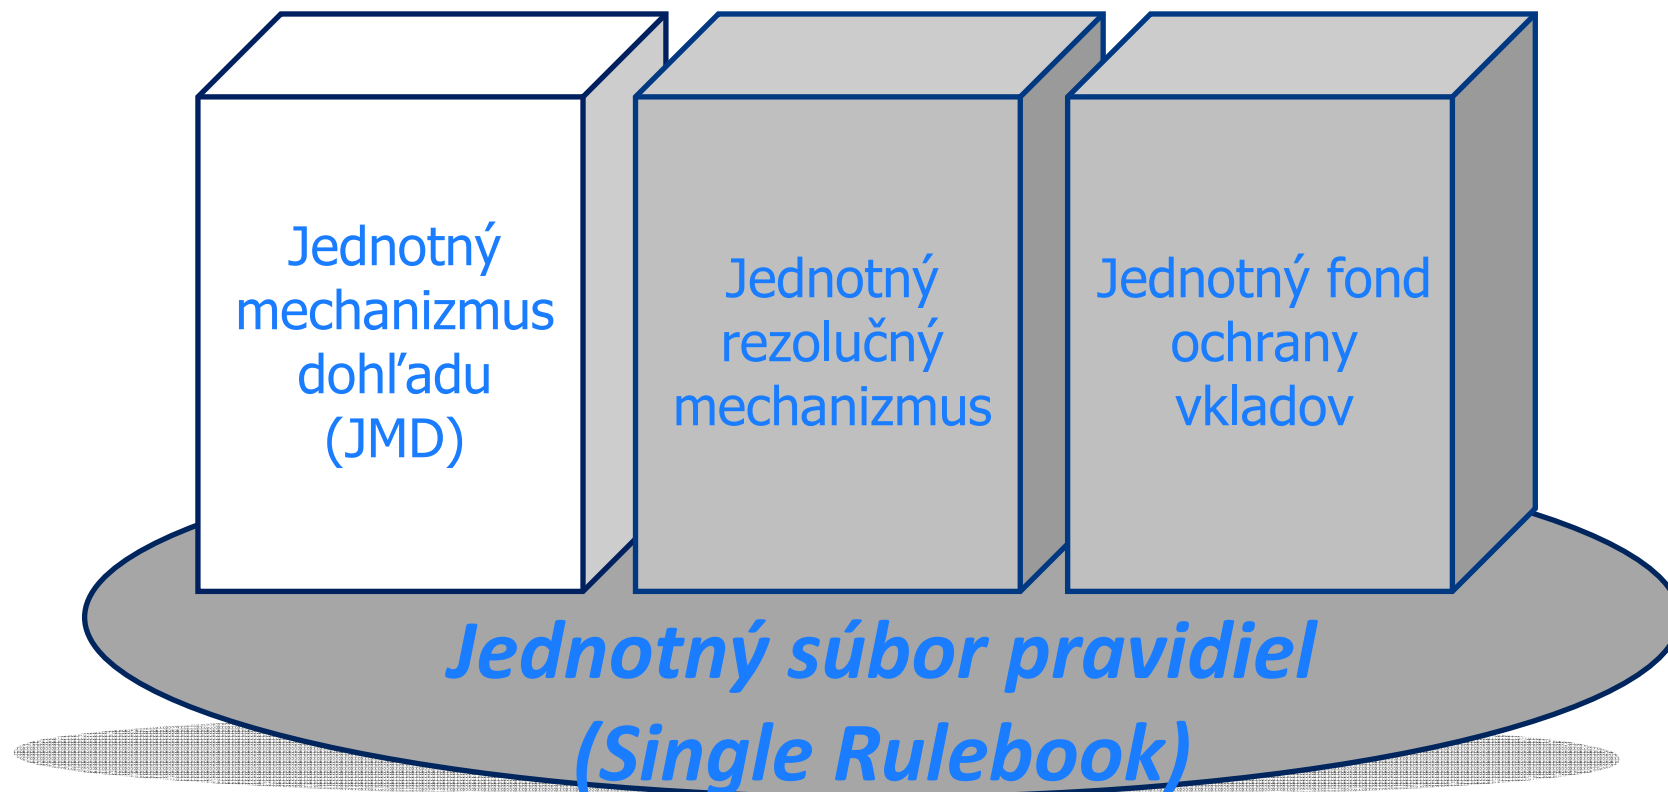 Jednotný
mechanizmus
dohľadu
(JMD)
Jednotný
rezolučný
mechanizmus
Jednotný fond
ochrany
vkladov
Jednotný súbor pravidiel
(Single Rulebook)